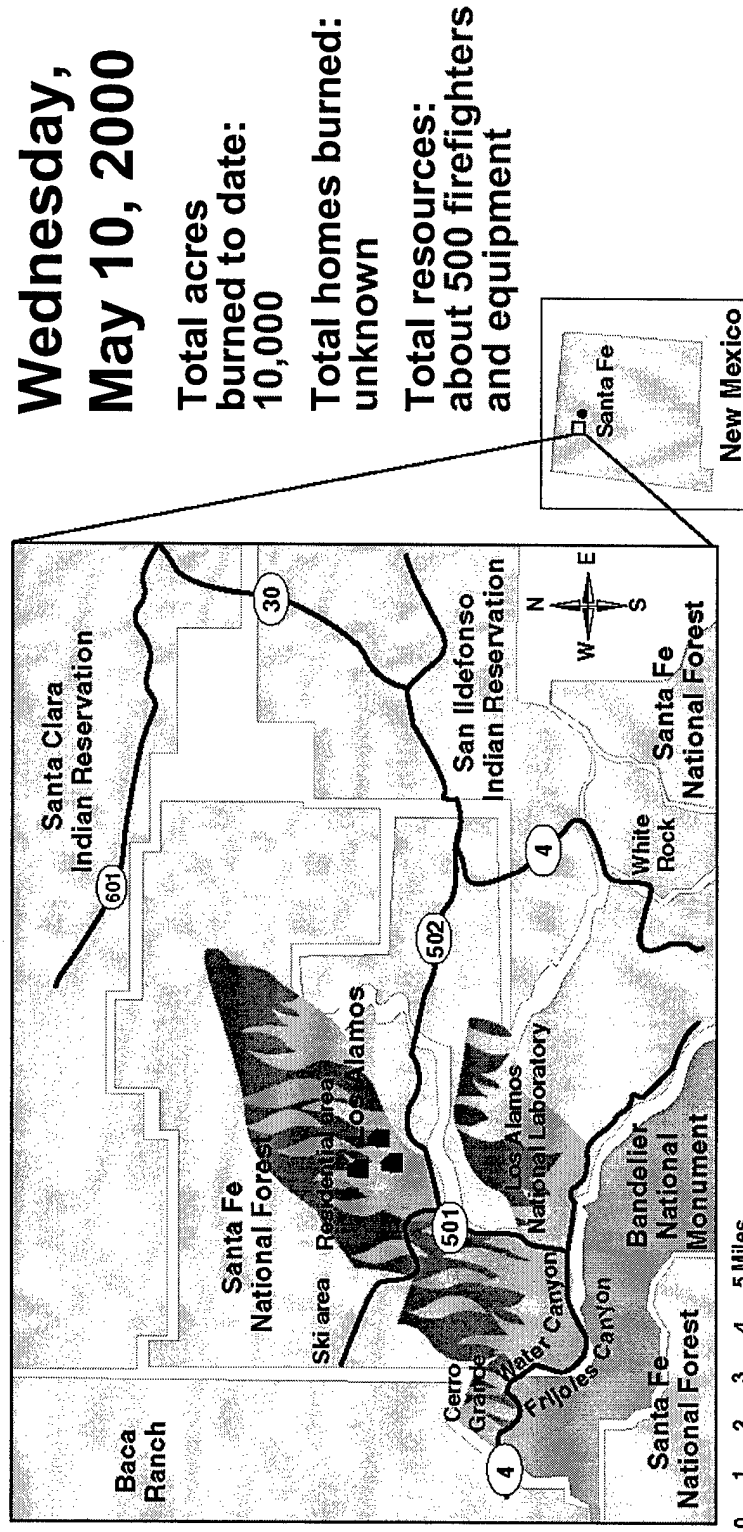 Wednesday,
May 10, 2000
Total acres
burned to date:
10,000
Total homes burned:
unknown
Total resources:
about 500 firefighters
and equipment
Baca
Ranch
Santa Clara
Indian Reservation
601
30
Santa Fe
National Forest
Ski area
Residential area
Los Alamos
502
501
San Ildefonso
Indian Reservation
4
Los Alamos
National Laboratory
Cerro
Grande
Water Canyon
Frijoles Canyon
4
White
Rock
Bandelier
National
Monument
Santa Fe
National Forest
Santa Fe
National Forest
N
W
E
S
0 1 2 3 4 5 Miles
Santa Fe
New Mexico